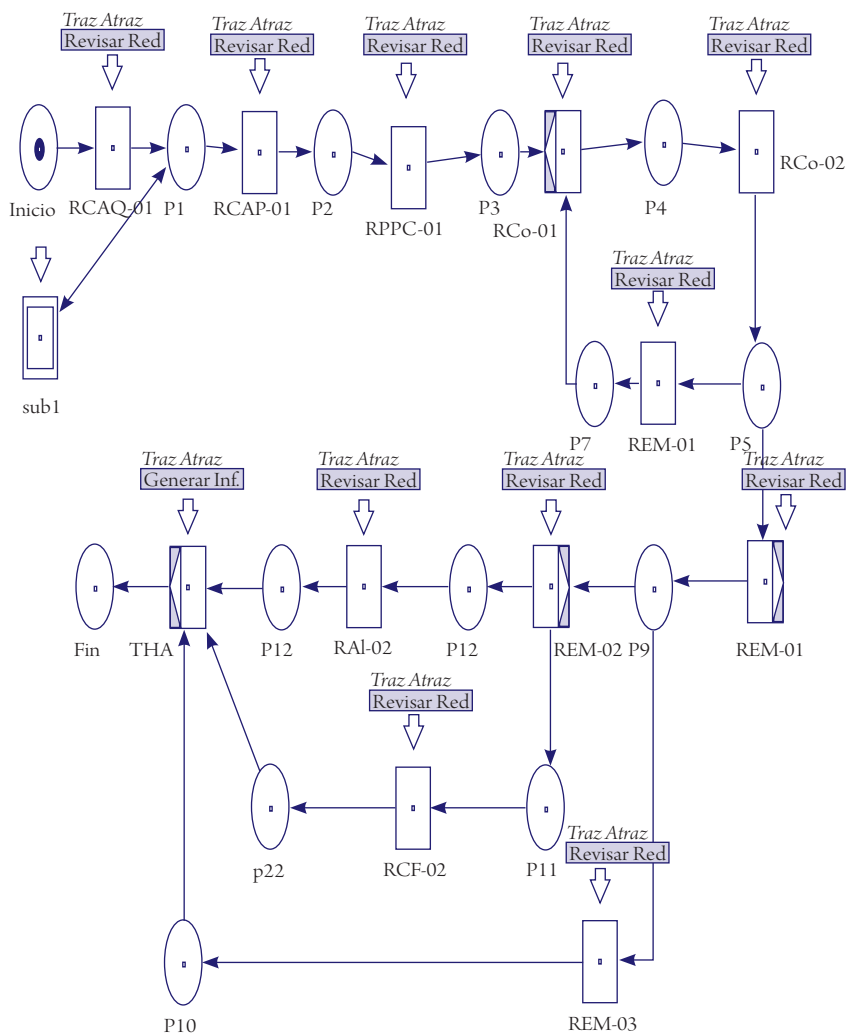 Traz Atraz
Revisar Red
Traz Atraz
Revisar Red
Traz Atraz
Revisar Red
Traz Atraz
Revisar Red
Traz Atraz
Revisar Red
Inicio
RCAQ-01
P1
RCAP-01
P2
RPPC-01
P3
RCo-01
P4
RCo-02
Traz Atraz
Revisar Red
sub1
P7
REM-01
P5
Traz Atraz
Generar Inf.
Traz Atraz
Revisar Red
Traz Atraz
Revisar Red
Traz Atraz
Revisar Red
Fin
THA
P12
RAl-02
P12
REM-02
P9
REM-01
Traz Atraz
Revisar Red
p22
RCF-02
P11
Traz Atraz
Revisar Red
P10
REM-03